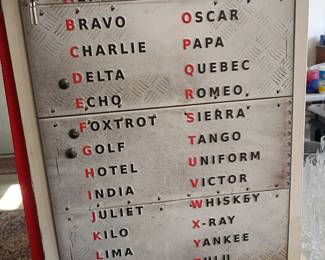 BRAVO
CHARLIE
DELTA
ECHO
FOXTROT
GOLF
HOTEL
INDIA
JULIET
KILO
LIMA
OSCAR
PAPA
QUEBEC
ROMEO
SIERRA
TANGO
UNIFORM
VICTOR
WHISKEY
X-RAY
YANKEE